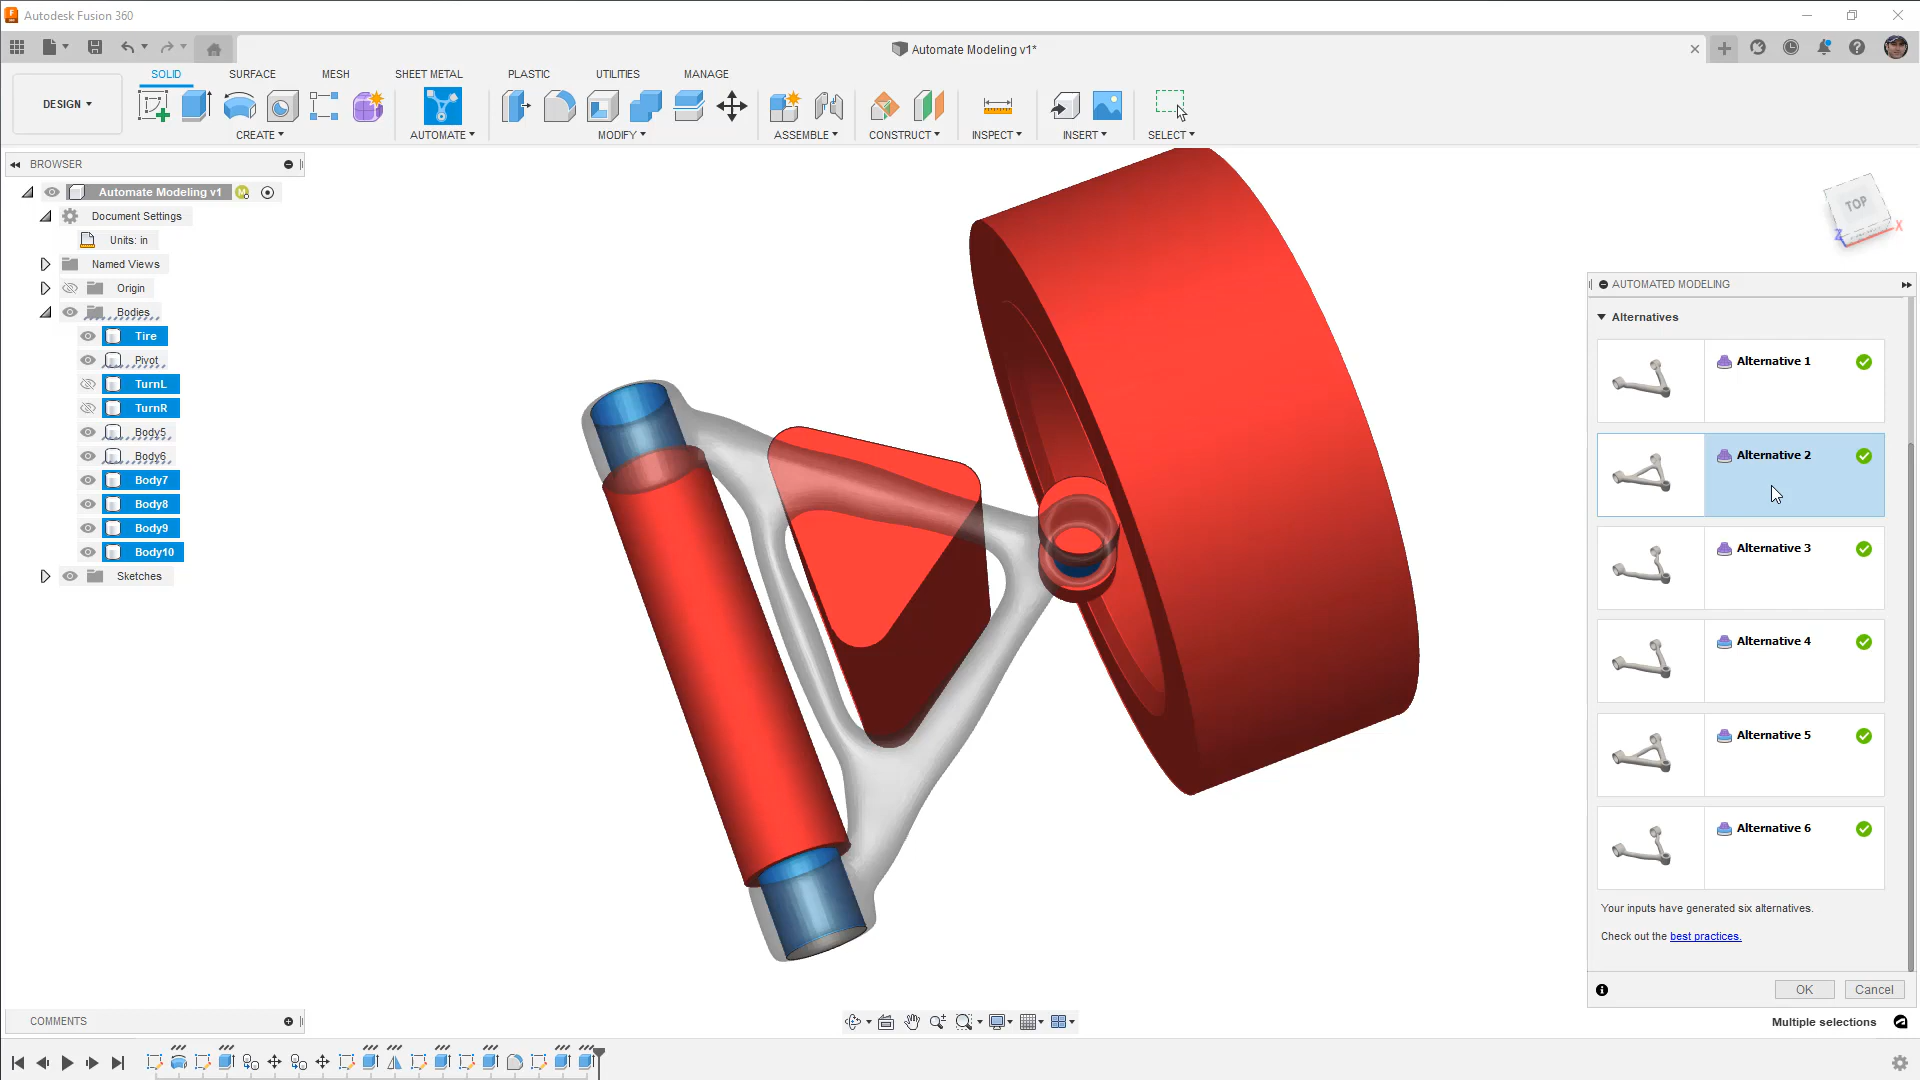 Autodesk Fusion 360
Automate Modeling v1*
SOLID SURFACE MESH SHEET METAL PLASTIC UTILITIES MANAGE
DESIGN
CREATE AUTOMATE MODIFY ASSEMBLE CONSTRUCT INSPECT INSERT SELECT
BROWSER
Automate Modeling v1
M
Document Settings
Units: in
Named Views
Origin
Bodies
Tire
Pivot
TurnL
TurnR
Body5
Body6
Body7
Body8
Body9
Body10
Sketches
TOP
Z
X
AUTOMATED MODELING
Alternatives
Alternative 1
Alternative 2
Alternative 3
Alternative 4
Alternative 5
Alternative 6
Your inputs have generated six alternatives.
Check out the best practices.
OK Cancel
COMMENTS
Multiple selections